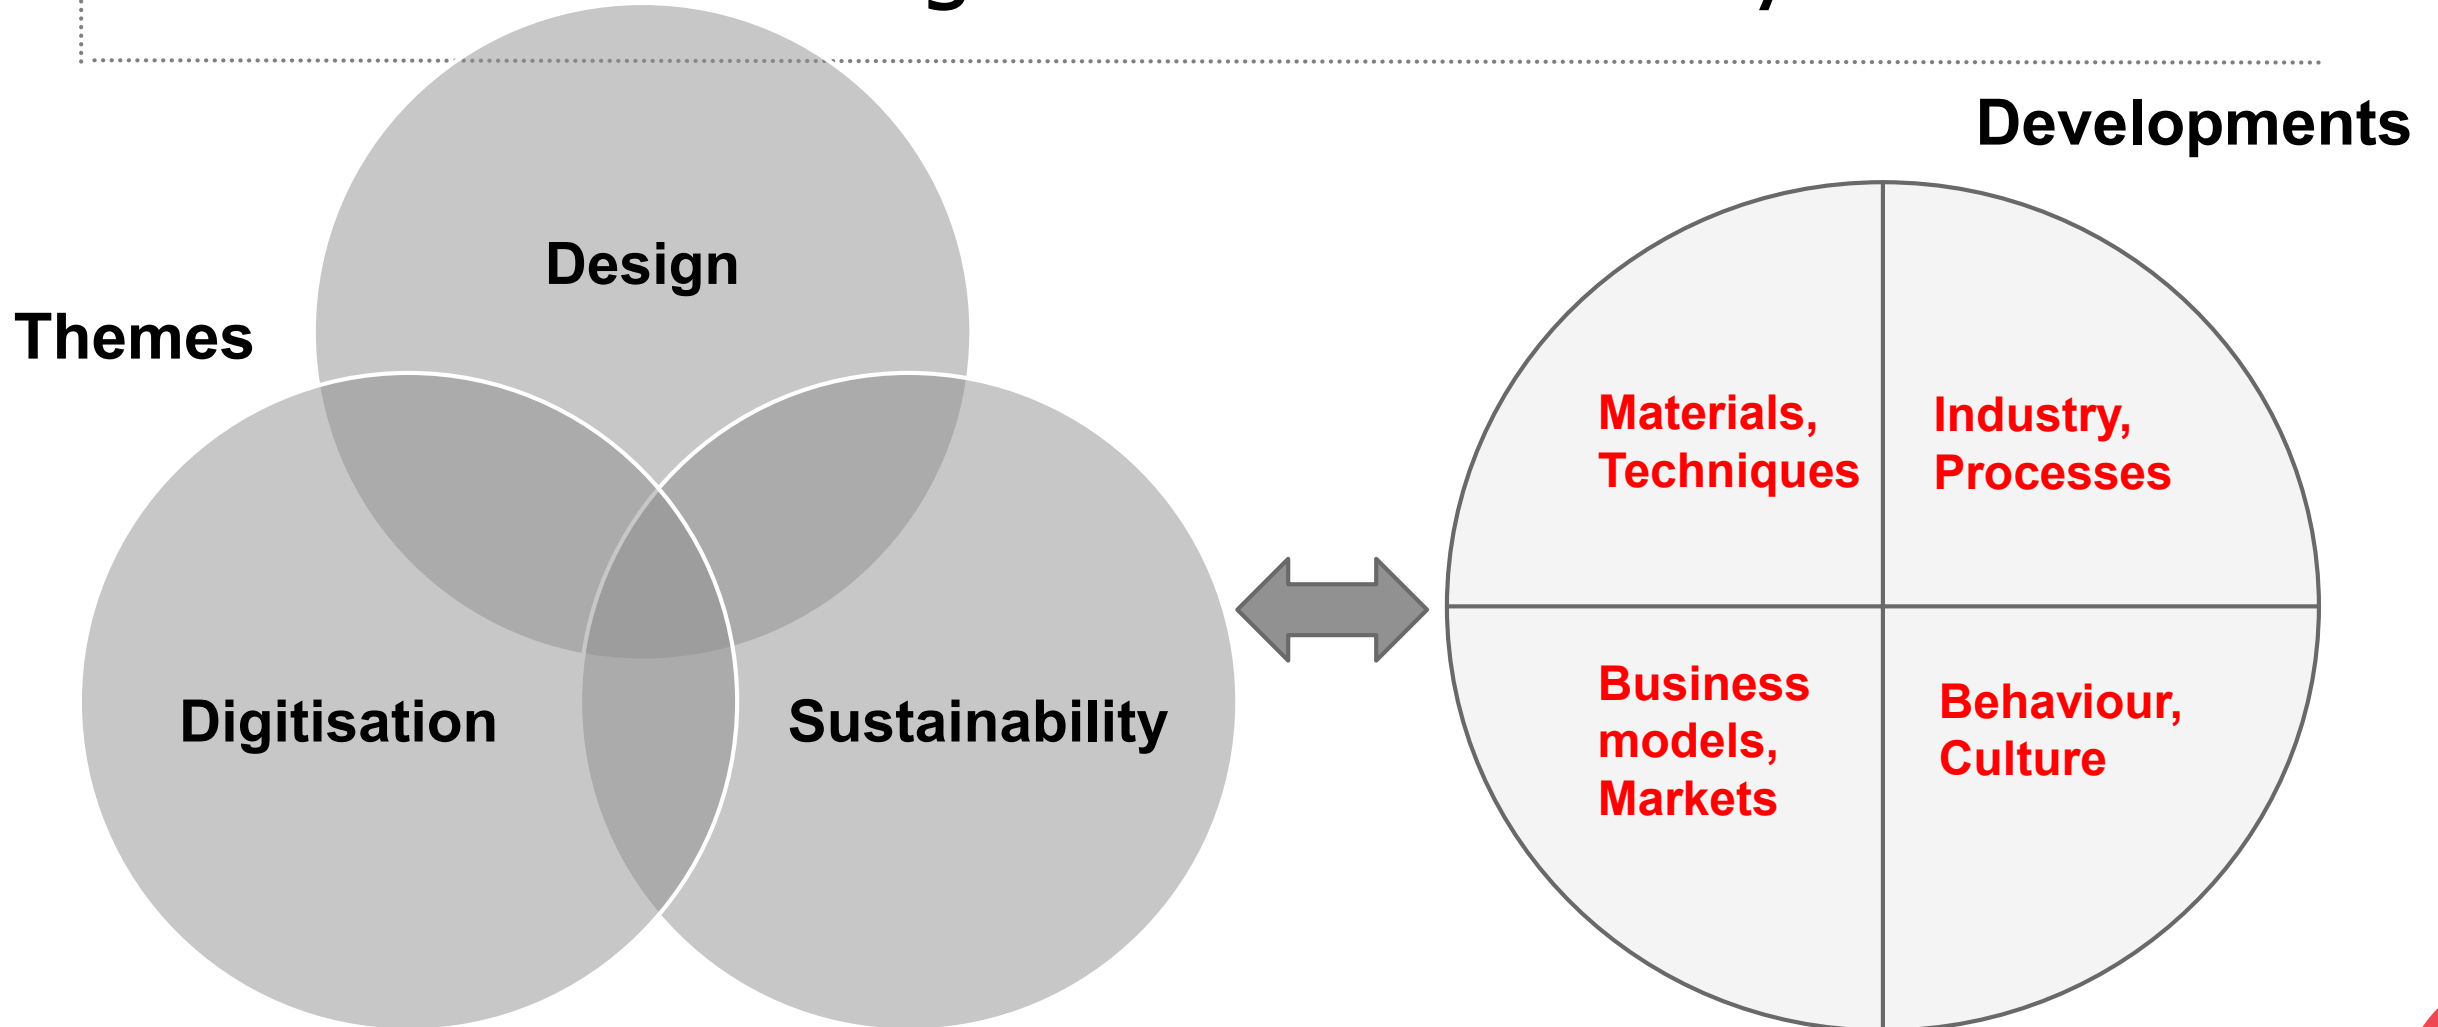 Developments
Design
Themes
Materials,
Techniques
Industry,
Processes
Digitisation
Sustainability
Business
models,
Markets
Behaviour,
Culture